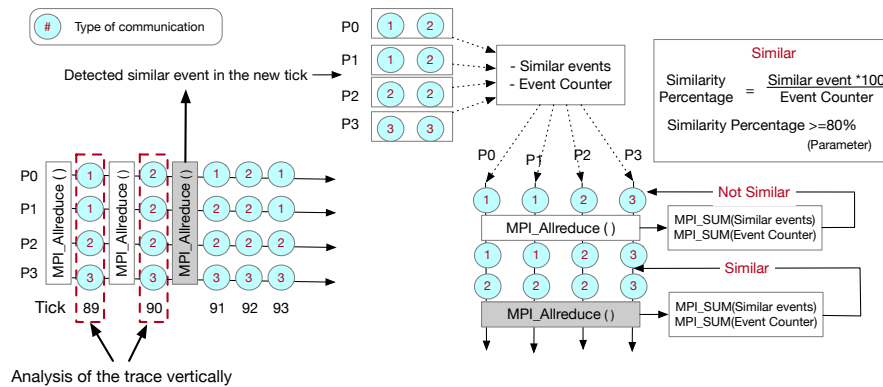 # Type of communication
Detected similar event in the new tick
P0 1 2
P1 1 2
P2 2 2
P3 3 3
- Similar events
- Event Counter
Similar
Similarity Percentage = Similar event *100
Event Counter
Similarity Percentage >=80%
(Parameter)
P0 1 2 1 2 1
P1 1 2 1 2 1
P2 2 2 2 2 2
P3 3 3 3 3 3
MPI_Allreduce ()
MPI_Allreduce ()
MPI_Allreduce ()
Tick 89 90 91 92 93
Analysis of the trace vertically
P0 P1 P2 P3
1 1 2 3
Not Similar
MPI_Allreduce ( )
MPI_SUM(Similar events)
MPI_SUM(Event Counter)
1 1 2 3
Similar
2 2 2 3
MPI_Allreduce ( )
MPI_SUM(Similar events)
MPI_SUM(Event Counter)